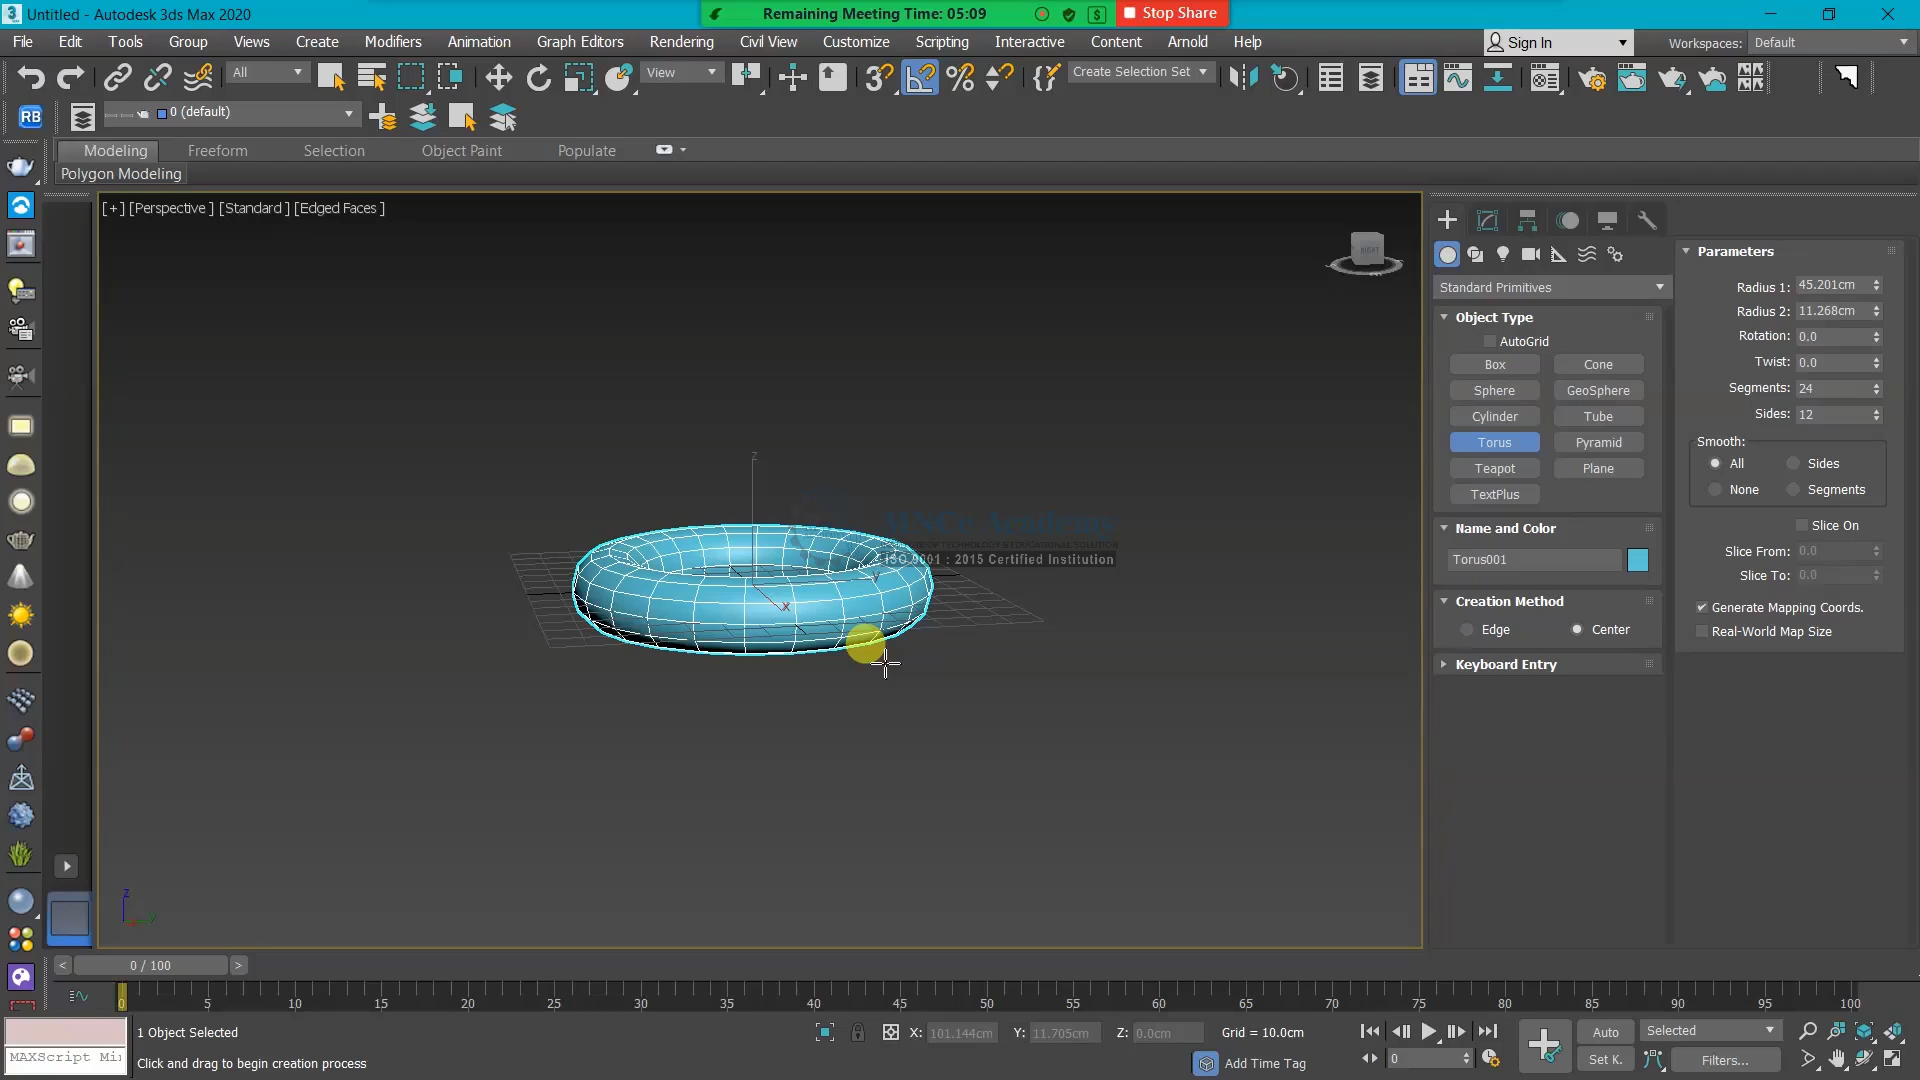 Untitled - Autodesk 3ds Max 2020
Remaining Meeting Time: 05:09
Stop Share
File Edit Tools Group Views Create Modifiers Animation Graph Editors Rendering Civil View Customize Scripting Interactive Content Arnold Help
Sign In
Workspaces: Default
All
View
Create Selection Set
RB
0 (default)
Modeling Freeform Selection Object Paint Populate
Polygon Modeling
[+] [Perspective ] [Standard ] [Edged Faces ]
RIGHT
Standard Primitives
Object Type
AutoGrid
Box Cone
Sphere GeoSphere
Cylinder Tube
Torus Pyramid
Teapot Plane
TextPlus
Name and Color
Torus001
Creation Method
Edge Center
Keyboard Entry
Parameters
Radius 1: 45.201cm
Radius 2: 11.268cm
Rotation: 0.0
Twist: 0.0
Segments: 24
Sides: 12
Smooth:
All Sides
None Segments
Slice On
Slice From: 0.0
Slice To: 0.0
Generate Mapping Coords.
Real-World Map Size
z
y
x
ISO 9001 : 2015 Certified Institution
z
y
< 0 / 100 >
0 5 10 15 20 25 30 35 40 45 50 55 60 65 70 75 80 85 90 95 100
1 Object Selected
X: 101.144cm Y: 11.705cm Z: 0.0cm Grid = 10.0cm
Auto Selected
MAXScript Mi
Click and drag to begin creation process
Add Time Tag
0
Set K. Filters...